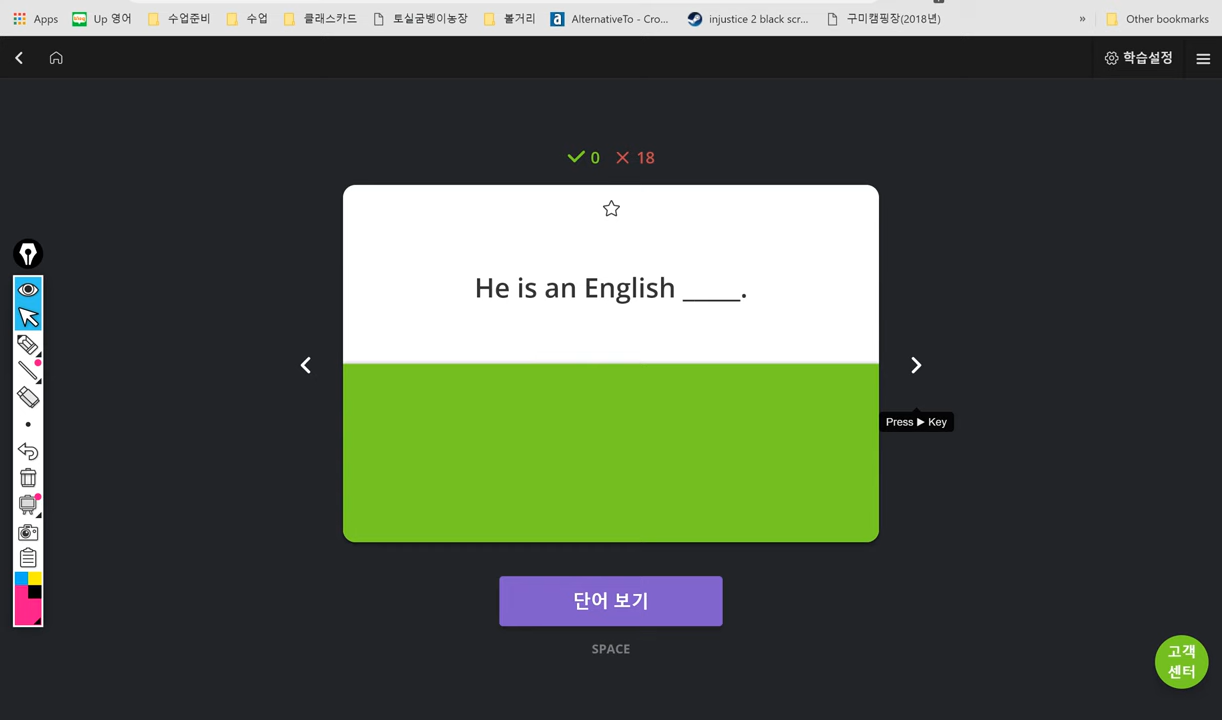 Apps
Up 영어
수업준비
수업
클래스카드
토실굼벵이농장
볼거리
AlternativeTo - Cro...
injustice 2 black scr...
구미캠핑장(2018년)
»
Other bookmarks
학습설정
0
18
He is an English _____.
Press ▶ Key
단어 보기
SPACE
고객
센터